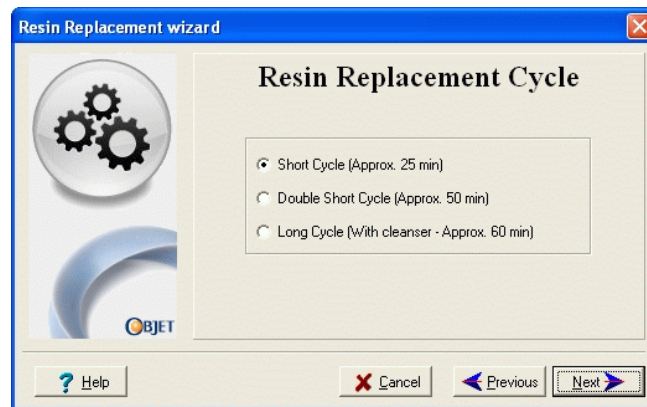 Resin Replacement wizard
Resin Replacement Cycle
Short Cycle (Approx. 25 min)
Double Short Cycle (Approx. 50 min)
Long Cycle (With cleanser - Approx. 60 min)
OBJET
? Help
Cancel
Previous
Next